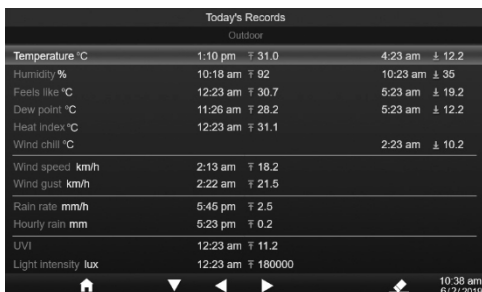 Today's Records
Outdoor
Temperature °C 1:10 pm 31.0 4:23 am 12.2
Humidity % 10:18 am 92 10:23 am 35
Feels like °C 12:23 am 30.7 5:23 am 19.2
Dew point °C 11:26 am 28.2 5:23 am 12.2
Heat index °C 12:23 am 31.1
Wind chill °C 2:23 am 10.2
Wind speed km/h 2:13 am 18.2
Wind gust km/h 2:22 am 21.5
Rain rate mm/h 5:45 pm 2.5
Hourly rain mm 5:23 pm 0.2
UVI 12:23 am 11.2
Light intensity lux 12:23 am 180000
10:38 am
6/2/2019